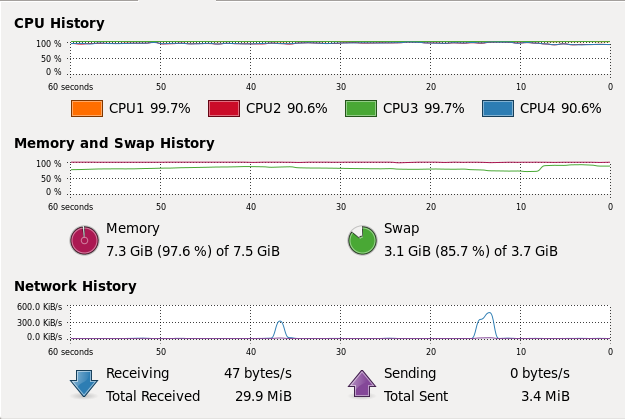 CPU History
100 %
50 %
0 %
60 seconds 50 40 30 20 10 0
CPU1 99.7% CPU2 90.6% CPU3 99.7% CPU4 90.6%
Memory and Swap History
100 %
50 %
0 %
60 seconds 50 40 30 20 10 0
Memory Swap
7.3 GiB (97.6 %) of 7.5 GiB 3.1 GiB (85.7 %) of 3.7 GiB
Network History
600.0 KiB/s
300.0 KiB/s
0.0 KiB/s
60 seconds 50 40 30 20 10 0
Receiving 47 bytes/s Sending 0 bytes/s
Total Received 29.9 MiB Total Sent 3.4 MiB